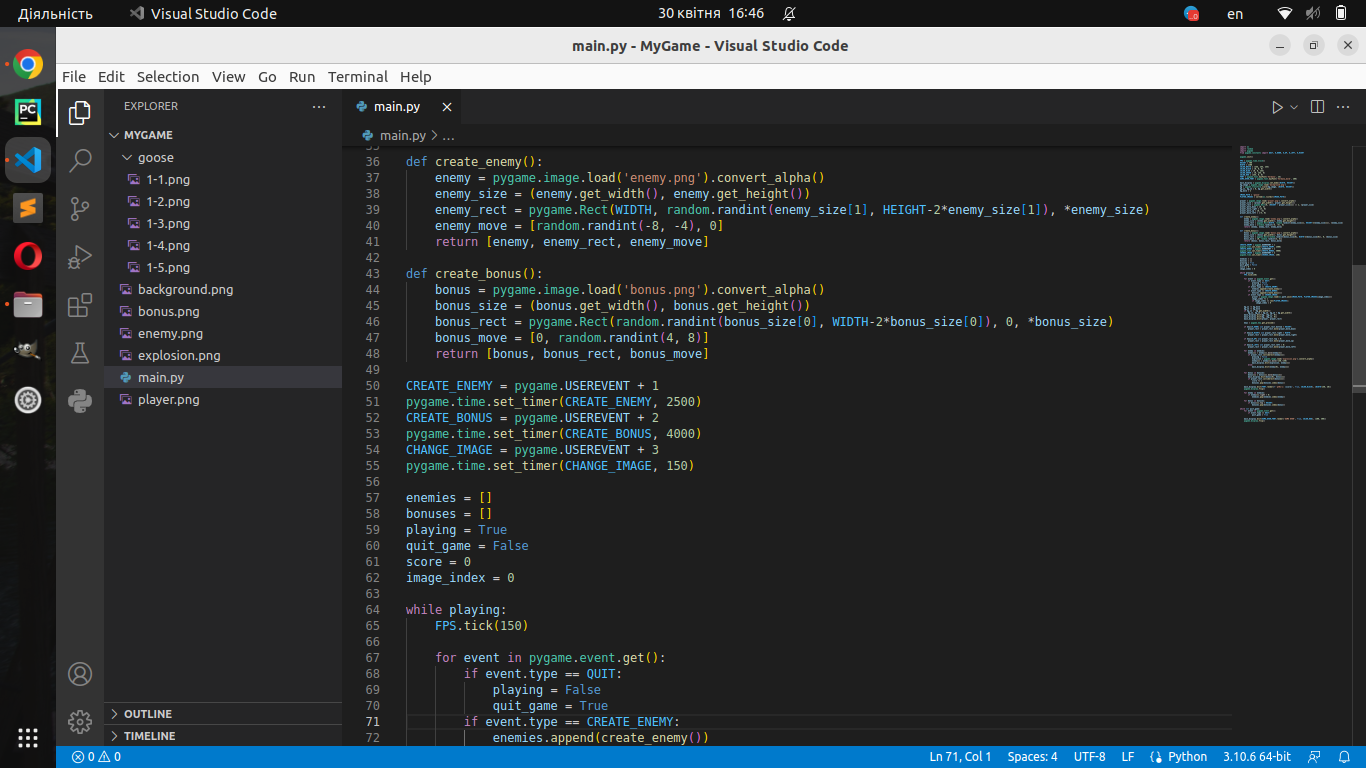 Діяльність
Visual Studio Code
30 квітня 16:46
en
main.py - MyGame - Visual Studio Code
File Edit Selection View Go Run Terminal Help
EXPLORER
MYGAME
goose
1-1.png
1-2.png
1-3.png
1-4.png
1-5.png
background.png
bonus.png
enemy.png
explosion.png
main.py
player.png
OUTLINE
TIMELINE
main.py
main.py > ...
36 def create_enemy():
37     enemy = pygame.image.load('enemy.png').convert_alpha()
38     enemy_size = (enemy.get_width(), enemy.get_height())
39     enemy_rect = pygame.Rect(WIDTH, random.randint(enemy_size[1], HEIGHT-2*enemy_size[1]), *enemy_size)
40     enemy_move = [random.randint(-8, -4), 0]
41     return [enemy, enemy_rect, enemy_move]
42
43 def create_bonus():
44     bonus = pygame.image.load('bonus.png').convert_alpha()
45     bonus_size = (bonus.get_width(), bonus.get_height())
46     bonus_rect = pygame.Rect(random.randint(bonus_size[0], WIDTH-2*bonus_size[0]), 0, *bonus_size)
47     bonus_move = [0, random.randint(4, 8)]
48     return [bonus, bonus_rect, bonus_move]
49
50 CREATE_ENEMY = pygame.USEREVENT + 1
51 pygame.time.set_timer(CREATE_ENEMY, 2500)
52 CREATE_BONUS = pygame.USEREVENT + 2
53 pygame.time.set_timer(CREATE_BONUS, 4000)
54 CHANGE_IMAGE = pygame.USEREVENT + 3
55 pygame.time.set_timer(CHANGE_IMAGE, 150)
56
57 enemies = []
58 bonuses = []
59 playing = True
60 quit_game = False
61 score = 0
62 image_index = 0
63
64 while playing:
65     FPS.tick(150)
66
67     for event in pygame.event.get():
68         if event.type == QUIT:
69             playing = False
70             quit_game = True
71         if event.type == CREATE_ENEMY:
72             enemies.append(create_enemy())
0 0 Ln 71, Col 1 Spaces: 4 UTF-8 LF Python 3.10.6 64-bit